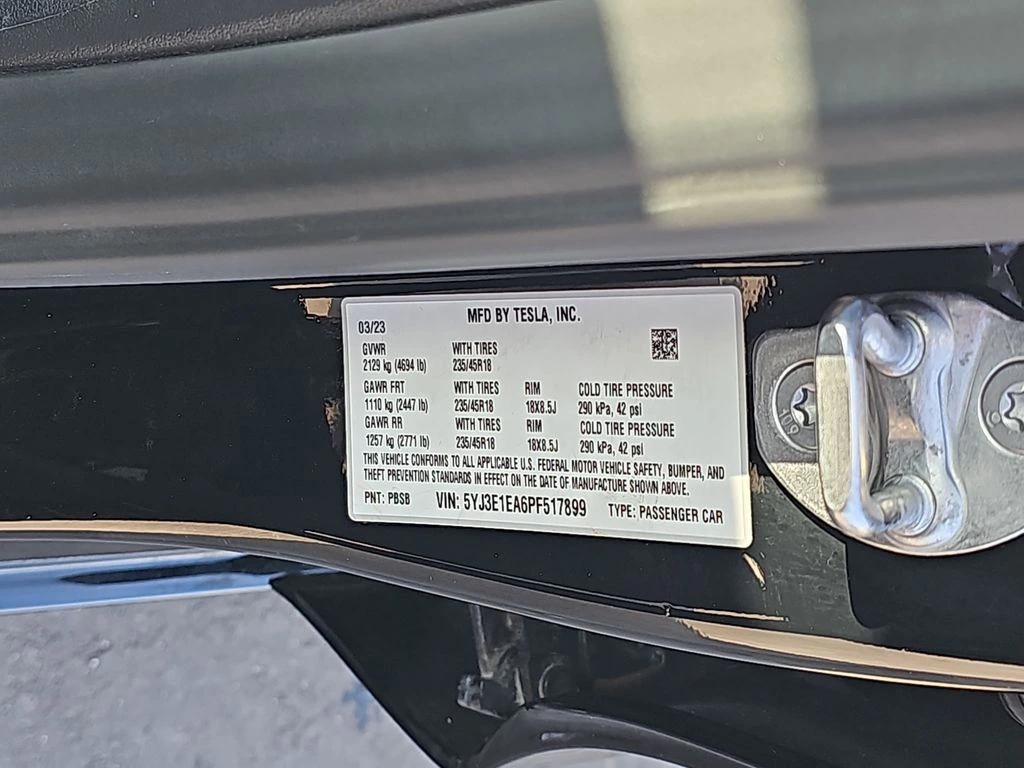 MFD BY TESLA, INC.
03/23
GVWR WITH TIRES
2129 kg (4694 lb) 235/45R18
GAWR FRT WITH TIRES RIM COLD TIRE PRESSURE
1110 kg (2447 lb) 235/45R18 18X8.5J 290 kPa, 42 psi
GAWR RR WITH TIRES RIM COLD TIRE PRESSURE
1257 kg (2771 lb) 235/45R18 18X8.5J 290 kPa, 42 psi
THIS VEHICLE CONFORMS TO ALL APPLICABLE U.S. FEDERAL MOTOR VEHICLE SAFETY, BUMPER, AND
THEFT PREVENTION STANDARDS IN EFFECT ON THE DATE OF MANUFACTURE SHOWN ABOVE.
PNT: PBSB VIN: 5YJ3E1EA6PF517899 TYPE: PASSENGER CAR